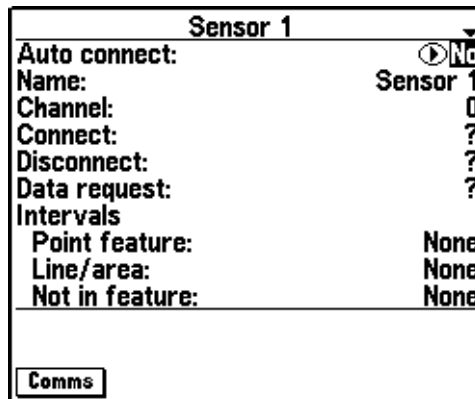 Sensor 1
Auto connect: No
Name: Sensor 1
Channel: 0
Connect: ?
Disconnect: ?
Data request: ?
Intervals
Point feature: None
Line/area: None
Not in feature: None
Comms